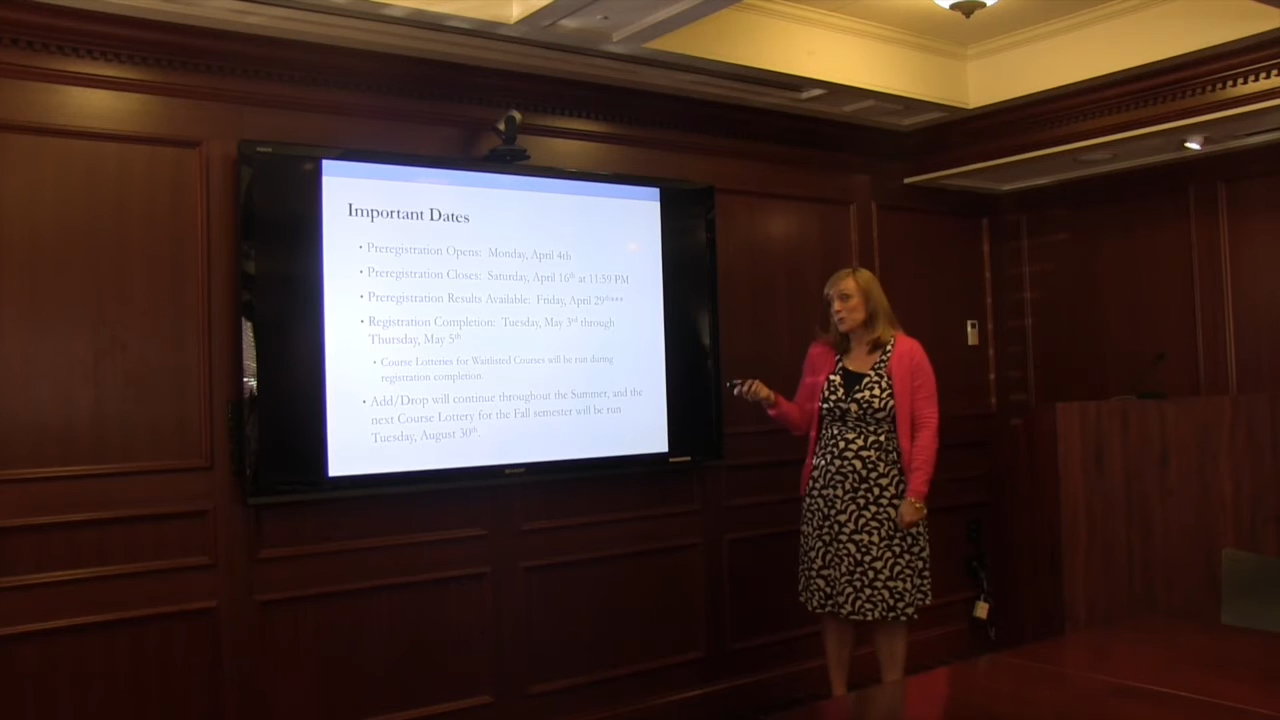 Important Dates
• Preregistration Opens: Monday, April 4th
• Preregistration Closes: Saturday, April 16th at 11:59 PM
• Preregistration Results Available: Friday, April 29th***
• Registration Completion: Tuesday, May 3rd through
Thursday, May 5th
• Course Lotteries for Waitlisted Courses will be run during
registration completion.
• Add/Drop will continue throughout the Summer, and the
next Course Lottery for the Fall semester will be run
Tuesday, August 30th.
SHARP